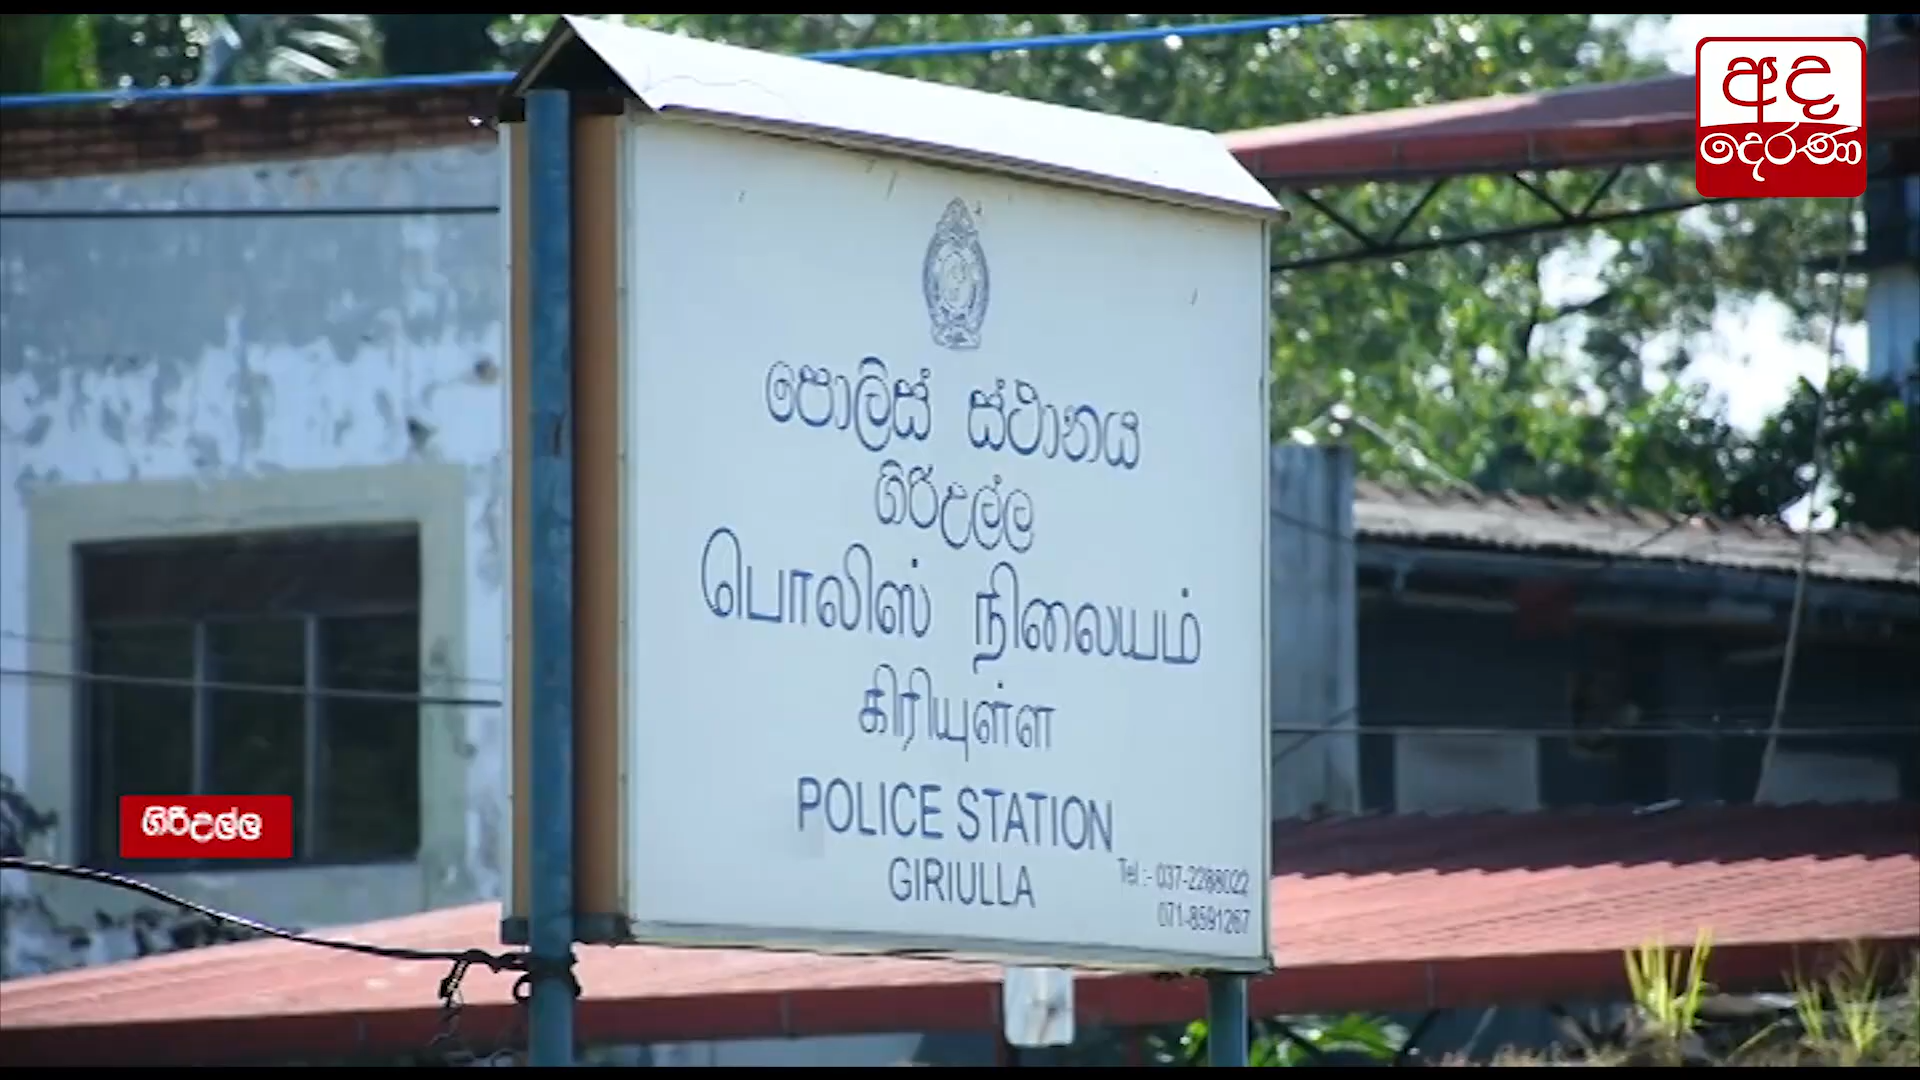 අද
දෙරණ
පොලිස් ස්ථානය
ගිරිඋල්ල
பொலிஸ் நிலையம்
கிரியுள்ள
POLICE STATION
GIRIULLA
Tel :- 037-2288022
071-8591267
ගිරිඋල්ල